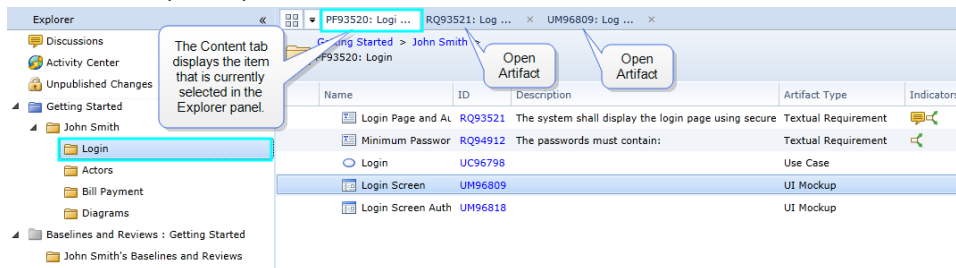 Explorer «
PF93520: Logi ... RQ93521: Log ... × UM96809: Log ... ×
Discussions
Activity Center
Unpublished Changes
Getting Started
John Smith
Login
Actors
Bill Payment
Diagrams
Baselines and Reviews : Getting Started
John Smith's Baselines and Reviews
The Content tab
displays the item
that is currently
selected in the
Explorer panel.
Getting Started > John Smith >
PF93520: Login
Open
Artifact
Open
Artifact
Name ID Description Artifact Type Indicators
Login Page and Au RQ93521 The system shall display the login page using secure Textual Requirement
Minimum Passwor RQ94912 The passwords must contain: Textual Requirement
Login UC96798 Use Case
Login Screen UM96809 UI Mockup
Login Screen Auth UM96818 UI Mockup